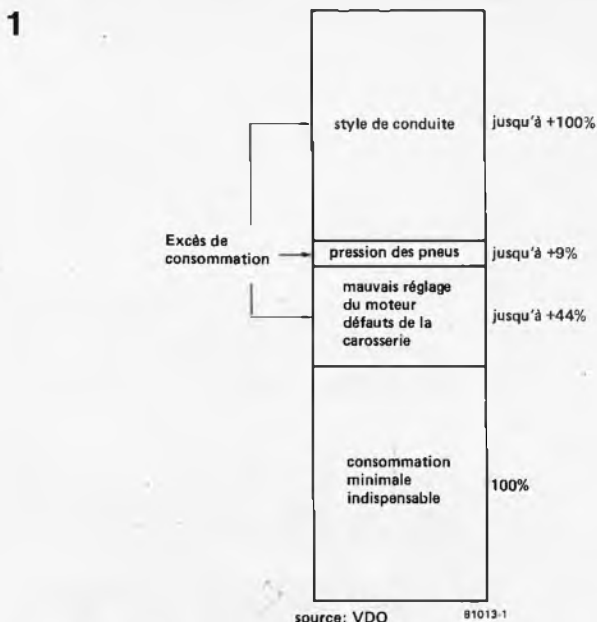 1
style de conduite
jusqu'à +100%
Excès de
consommation
pression des pneus
jusqu'à +9%
mauvais réglage
du moteur
défauts de la
carosserie
jusqu'à +44%
consommation
minimale
indispensable
100%
source: VDO
81013-1